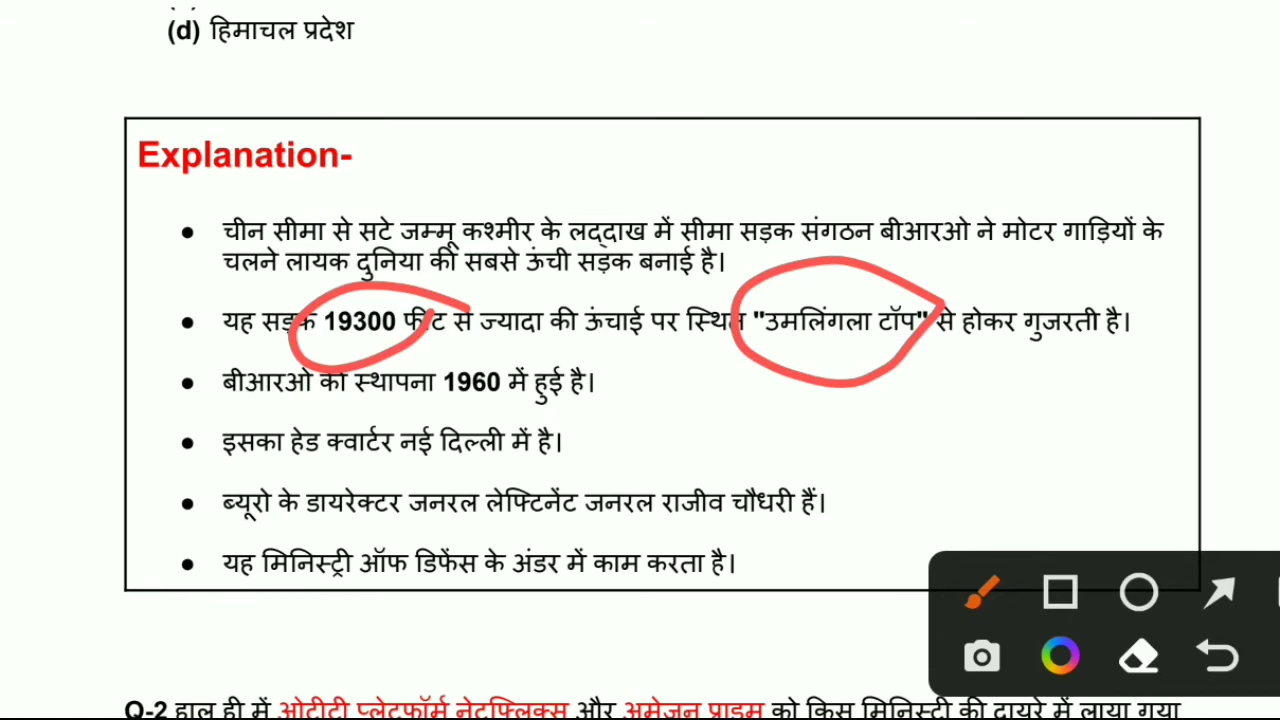 (d) हिमाचल प्रदेश
Explanation-
● चीन सीमा से सटे जम्मू कश्मीर के लद्दाख में सीमा सड़क संगठन बीआरओ ने मोटर गाड़ियों के
चलने लायक दुनिया की सबसे ऊंची सड़क बनाई है।
● यह सड़क 19300 फीट से ज्यादा की ऊंचाई पर स्थित "उमलिंगला टॉप" से होकर गुजरती है।
● बीआरओ की स्थापना 1960 में हुई है।
● इसका हेड क्वार्टर नई दिल्ली में है।
● ब्यूरो के डायरेक्टर जनरल लेफ्टिनेंट जनरल राजीव चौधरी हैं।
● यह मिनिस्ट्री ऑफ डिफेंस के अंडर में काम करता है।
Q-2 हाल ही में ओटीटी प्लेटफॉर्म नेटफ्लिक्स और अमेजन प्राइम को किस मिनिस्ट्री की दायरे में लाया गया